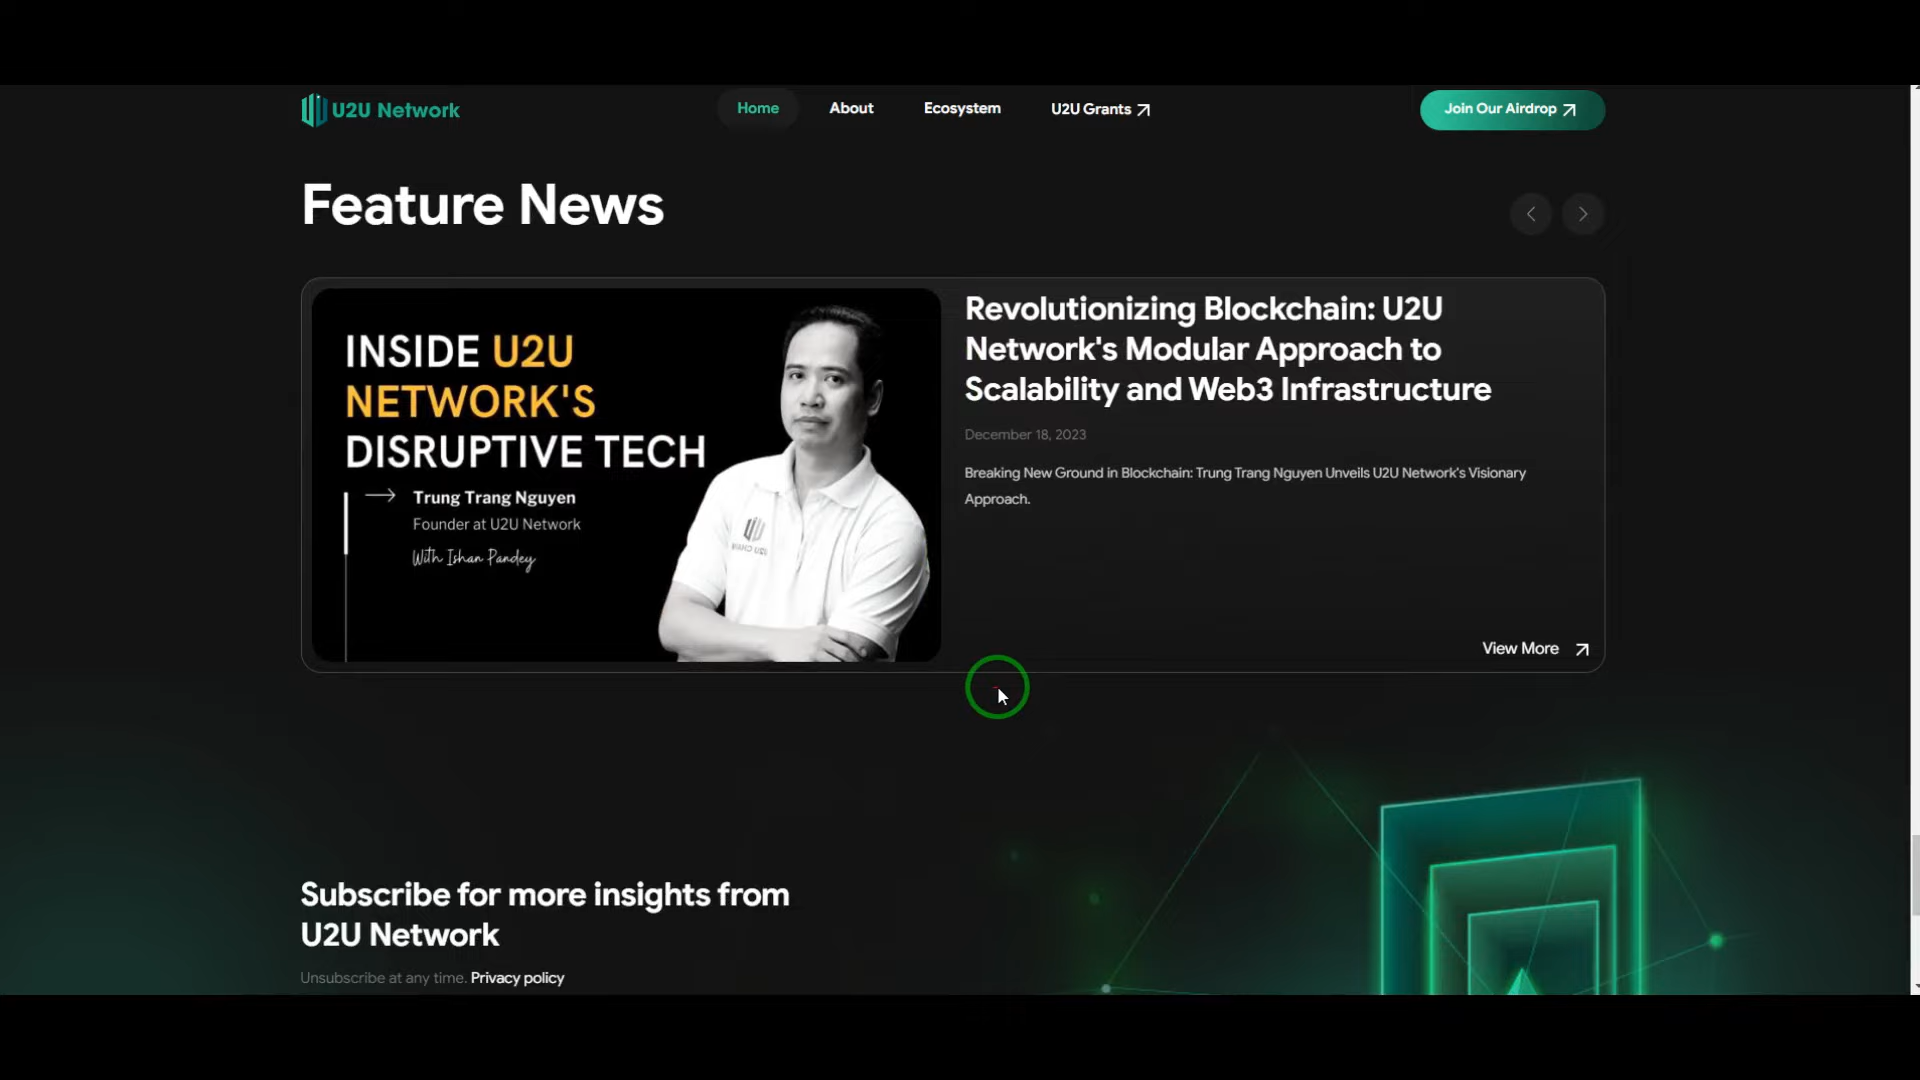 U2U Network
Home
About
Ecosystem
U2U Grants
Join Our Airdrop
Feature News
INSIDE U2U
NETWORK'S
DISRUPTIVE TECH
Trung Trang Nguyen
Founder at U2U Network
With Ishan Pandey
Revolutionizing Blockchain: U2U
Network's Modular Approach to
Scalability and Web3 Infrastructure
December 18, 2023
Breaking New Ground in Blockchain: Trung Trang Nguyen Unveils U2U Network's Visionary
Approach.
View More
Subscribe for more insights from
U2U Network
Unsubscribe at any time. Privacy policy